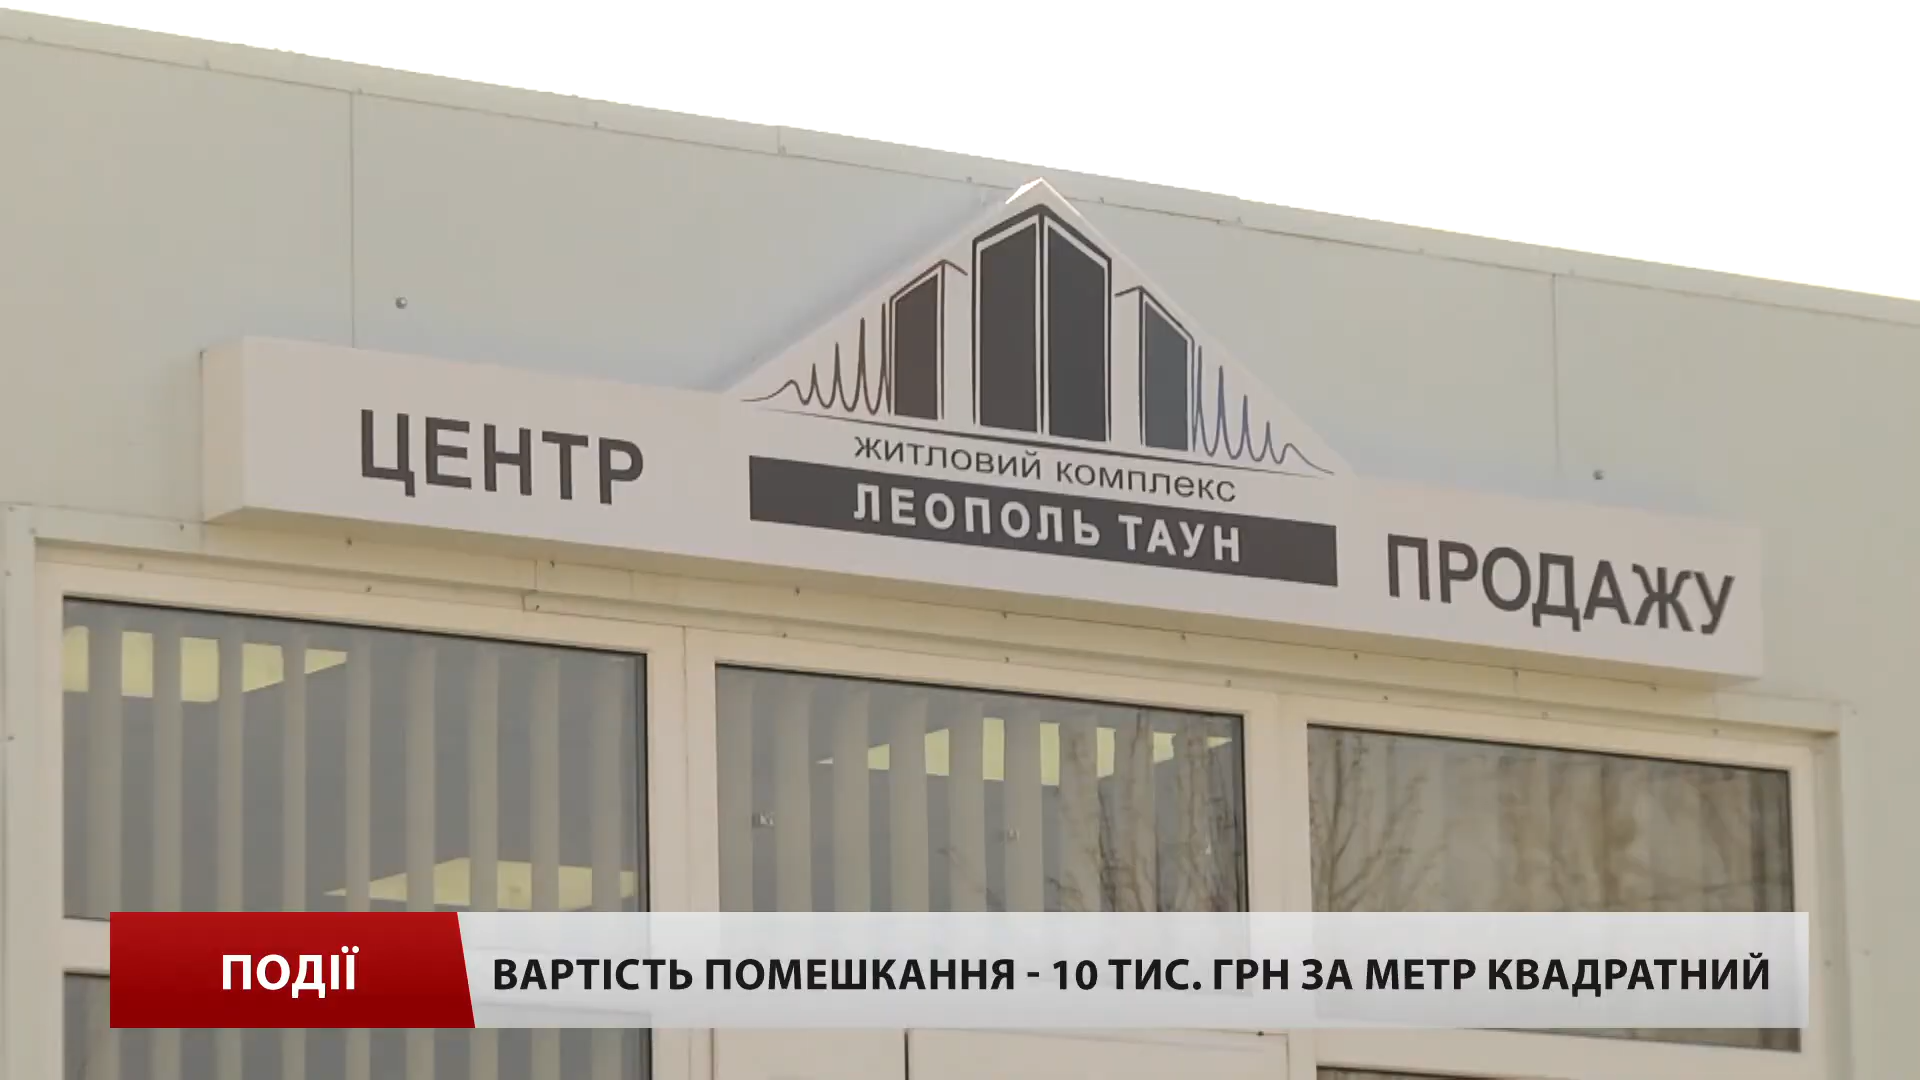 ЦЕНТР
ЖИТЛОВИЙ КОМПЛЕКС
ЛЕОПОЛЬ ТАУН
ПРОДАЖУ
ПОДІЇ
ВАРТІСТЬ ПОМЕШКАННЯ - 10 ТИС. ГРН ЗА МЕТР КВАДРАТНИЙ